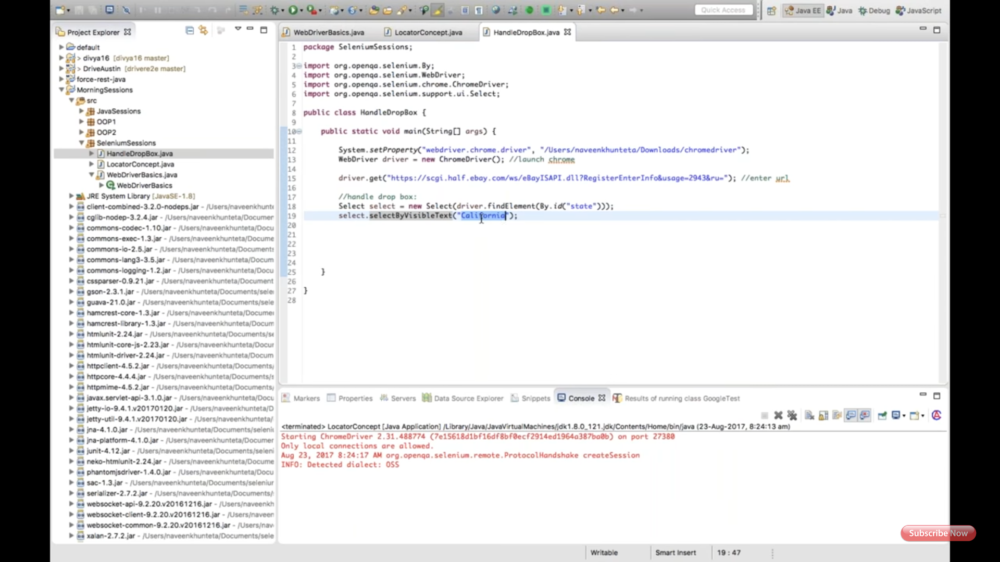 Quick Access
Java EE
Java
Debug
JavaScript
Project Explorer
default
> divya16 [divya16 master]
> DriveAustin [drivere2e master]
force-rest-java
MorningSessions
src
JavaSessions
OOP1
OOP2
SeleniumSessions
HandleDropBox.java
LocatorConcept.java
WebDriverBasics.java
WebDriverBasics
JRE System Library [JavaSE-1.8]
client-combined-3.2.0-nodeps.jar - /Users/naveenkhunte
cglib-nodep-3.2.4.jar - /Users/naveenkhunteta/Docume
commons-codec-1.10.jar - /Users/naveenkhunteta/Docu
commons-exec-1.3.jar - /Users/naveenkhunteta/Docume
commons-io-2.5.jar - /Users/naveenkhunteta/Document
commons-lang3-3.5.jar - /Users/naveenkhunteta/Docum
commons-logging-1.2.jar - /Users/naveenkhunteta/Docu
cssparser-0.9.21.jar - /Users/naveenkhunteta/Document
gson-2.3.1.jar - /Users/naveenkhunteta/Documents/sele
guava-21.0.jar - /Users/naveenkhunteta/Documents/sele
hamcrest-core-1.3.jar - /Users/naveenkhunteta/Docume
hamcrest-library-1.3.jar - /Users/naveenkhunteta/Docum
htmlunit-2.24.jar - /Users/naveenkhunteta/Documents/se
htmlunit-core-js-2.23.jar - /Users/naveenkhunteta/Docur
htmlunit-driver-2.24.jar - /Users/naveenkhunteta/Docum
httpclient-4.5.2.jar - /Users/naveenkhunteta/Documents
httpcore-4.4.4.jar - /Users/naveenkhunteta/Documents/s
httpmime-4.5.2.jar - /Users/naveenkhunteta/Documents
javax.servlet-api-3.1.0.jar - /Users/naveenkhunteta/Docu
jetty-io-9.4.1.v20170120.jar - /Users/naveenkhunteta/Do
jetty-util-9.4.1.v20170120.jar - /Users/naveenkhunteta/
jna-4.1.0.jar - /Users/naveenkhunteta/Documents/seleni
jna-platform-4.1.0.jar - /Users/naveenkhunteta/Docume
junit-4.12.jar - /Users/naveenkhunteta/Documents/selen
neko-htmlunit-2.24.jar - /Users/naveenkhunteta/Docume
phantomjsdriver-1.4.0.jar - /Users/naveenkhunteta/Docu
sac-1.3.jar - /Users/naveenkhunteta/Documents/seleniur
serializer-2.7.2.jar - /Users/naveenkhunteta/Documents/
websocket-api-9.2.20.v20161216.jar - /Users/naveenkh
websocket-client-9.2.20.v20161216.jar - /Users/naveen
websocket-common-9.2.20.v20161216.jar - /Users/nav
xalan-2.7.2.jar - /Users/naveenkhunteta/Documents/sele
WebDriverBasics.java
LocatorConcept.java
HandleDropBox.java
1 package SeleniumSessions;
2
3 import org.openqa.selenium.By;
4 import org.openqa.selenium.WebDriver;
5 import org.openqa.selenium.chrome.ChromeDriver;
6 import org.openqa.selenium.support.ui.Select;
7
8 public class HandleDropBox {
9
10 public static void main(String[] args) {
11
12 System.setProperty("webdriver.chrome.driver", "/Users/naveenkhunteta/Downloads/chromedriver");
13 WebDriver driver = new ChromeDriver(); //launch chrome
14
15 driver.get("https://scgi.half.ebay.com/ws/eBayISAPI.dll?RegisterEnterInfo&usage=2943&ru="); //enter url
16
17 //handle drop box:
18 Select select = new Select(driver.findElement(By.id("state")));
19 select.selectByVisibleText("California");
20
21
22
23
24
25 }
26
27 }
28
Markers
Properties
Servers
Data Source Explorer
Snippets
Console
Results of running class GoogleTest
<terminated> LocatorConcept [Java Application] /Library/Java/JavaVirtualMachines/jdk1.8.0_121.jdk/Contents/Home/bin/java (23-Aug-2017, 8:24:13 am)
Starting ChromeDriver 2.31.488774 (7e15618d1bf16df8bf0ecf2914ed1964a387ba0b) on port 27380
Only local connections are allowed.
Aug 23, 2017 8:24:17 AM org.openqa.selenium.remote.ProtocolHandshake createSession
INFO: Detected dialect: OSS
Subscribe Now
Writable
Smart Insert
19 : 47